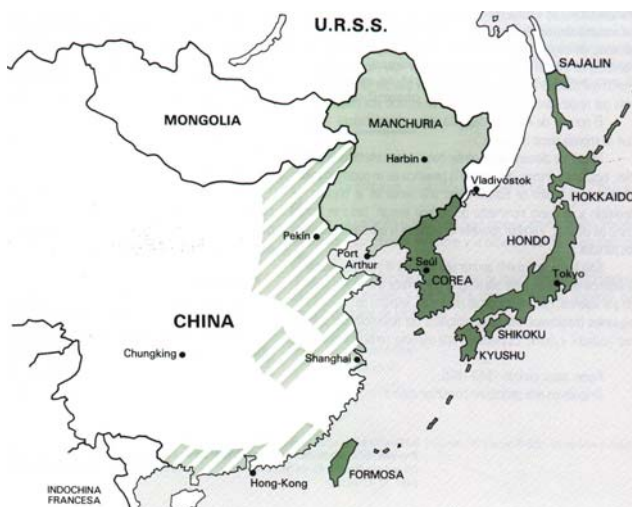 U.R.S.S.
SAJALIN
MONGOLIA
MANCHURIA
Harbin
Vladivostok
HOKKAIDO
HONDO
Pekín
Port
Arthur
Seúl
COREA
Tokyo
CHINA
SHIKOKU
KYUSHU
Chungking
Shanghai
FORMOSA
Hong-Kong
INDOCHINA
FRANCESA